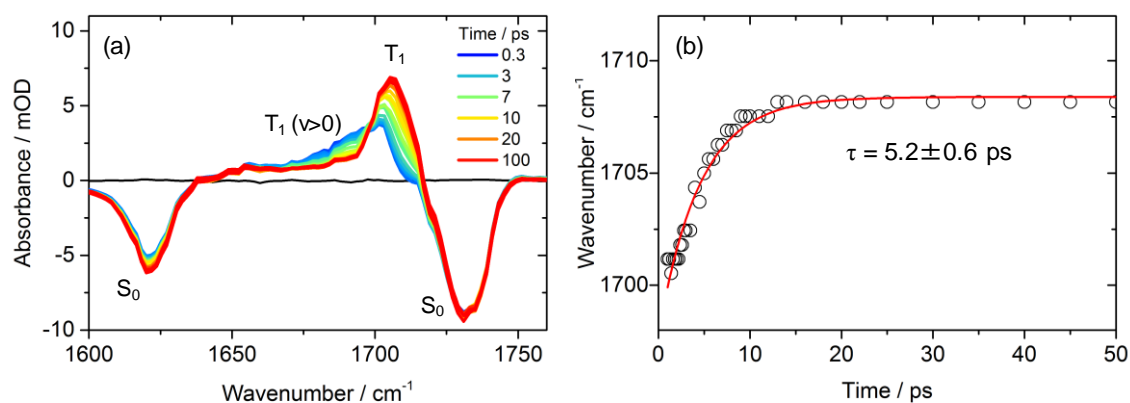 (a)
T₁
Time / ps
0.3
3
7
10
20
100
T₁ (v>0)
S₀
S₀
10
5
0
-5
-10
Absorbance / mOD
1600
1650
1700
1750
Wavenumber / cm⁻¹
(b)
τ = 5.2±0.6 ps
1710
1705
1700
Wavenumber / cm⁻¹
0
10
20
30
40
50
Time / ps